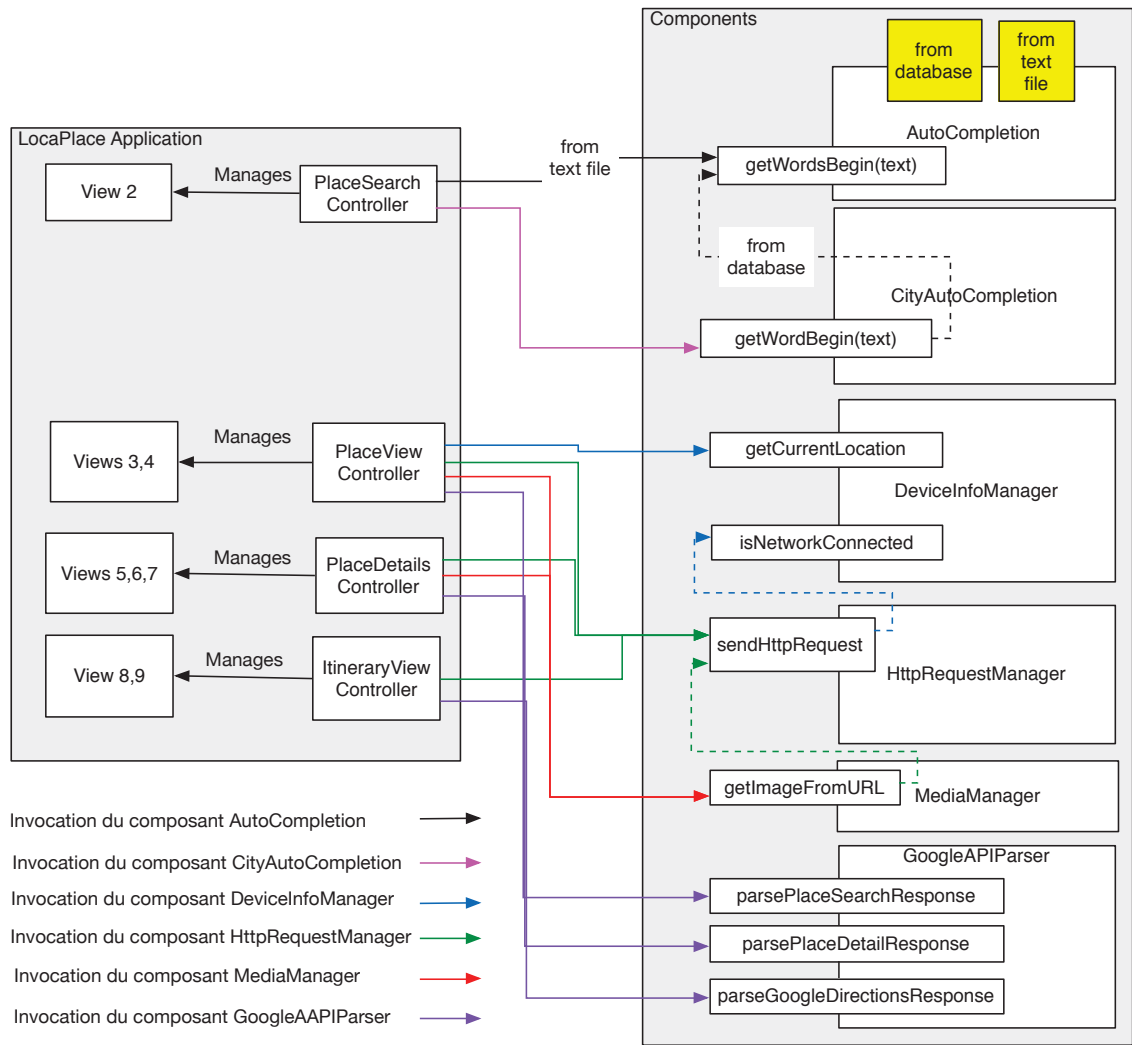 Components
from
database
from
text
file
AutoCompletion
getWordsBegin(text)
LocaPlace Application
from
text file
View 2
Manages
PlaceSearch
Controller
from
database
CityAutoCompletion
getWordBegin(text)
Views 3,4
Manages
PlaceView
Controller
getCurrentLocation
DeviceInfoManager
isNetworkConnected
Views 5,6,7
Manages
PlaceDetails
Controller
sendHttpRequest
HttpRequestManager
View 8,9
Manages
ItineraryView
Controller
getImageFromURL
MediaManager
GoogleAPIParser
parsePlaceSearchResponse
parsePlaceDetailResponse
parseGoogleDirectionsResponse
Invocation du composant AutoCompletion
Invocation du composant CityAutoCompletion
Invocation du composant DeviceInfoManager
Invocation du composant HttpRequestManager
Invocation du composant MediaManager
Invocation du composant GoogleAAPIParser